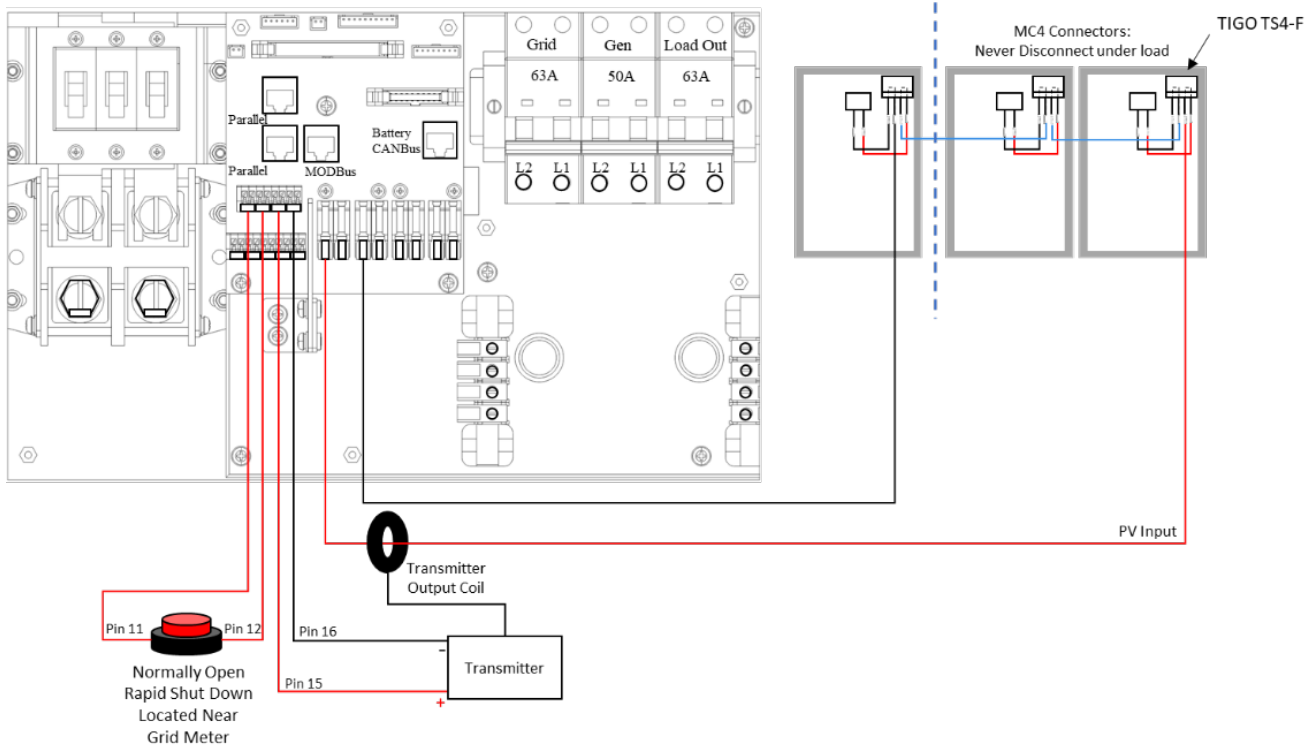 Grid
Gen
Load Out
63A
50A
63A
L2
L1
L2
L1
L2
L1
Parallel
Parallel
MODBus
Battery
CANBus
MC4 Connectors:
Never Disconnect under load
TIGO TS4-F
PV Input
Transmitter
Output Coil
Pin 11
Pin 12
Pin 16
Pin 15
-
+
Transmitter
Normally Open
Rapid Shut Down
Located Near
Grid Meter